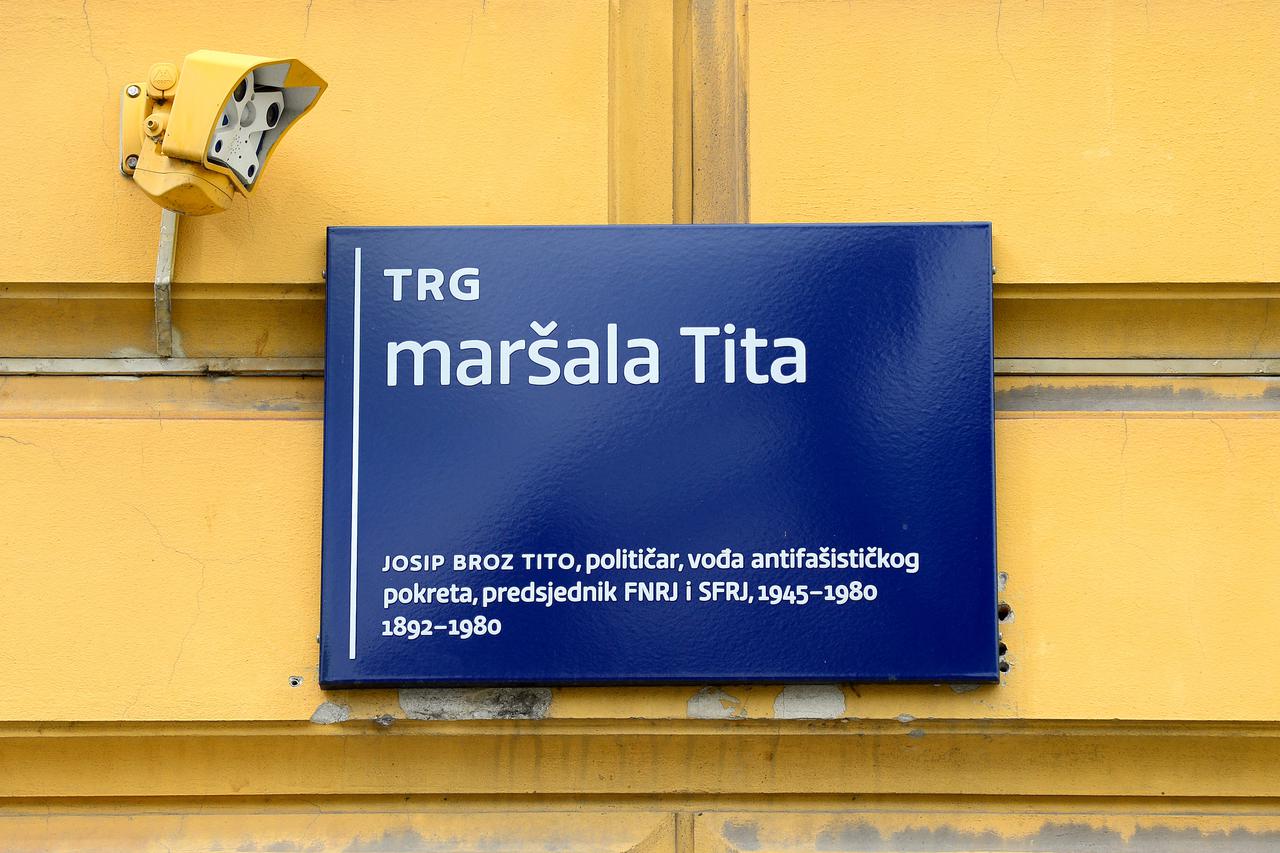 TRG
maršala Tita
JOSIP BROZ TITO, političar, vođa antifašističkog
pokreta, predsjednik FNRJ i SFRJ, 1945–1980
1892–1980